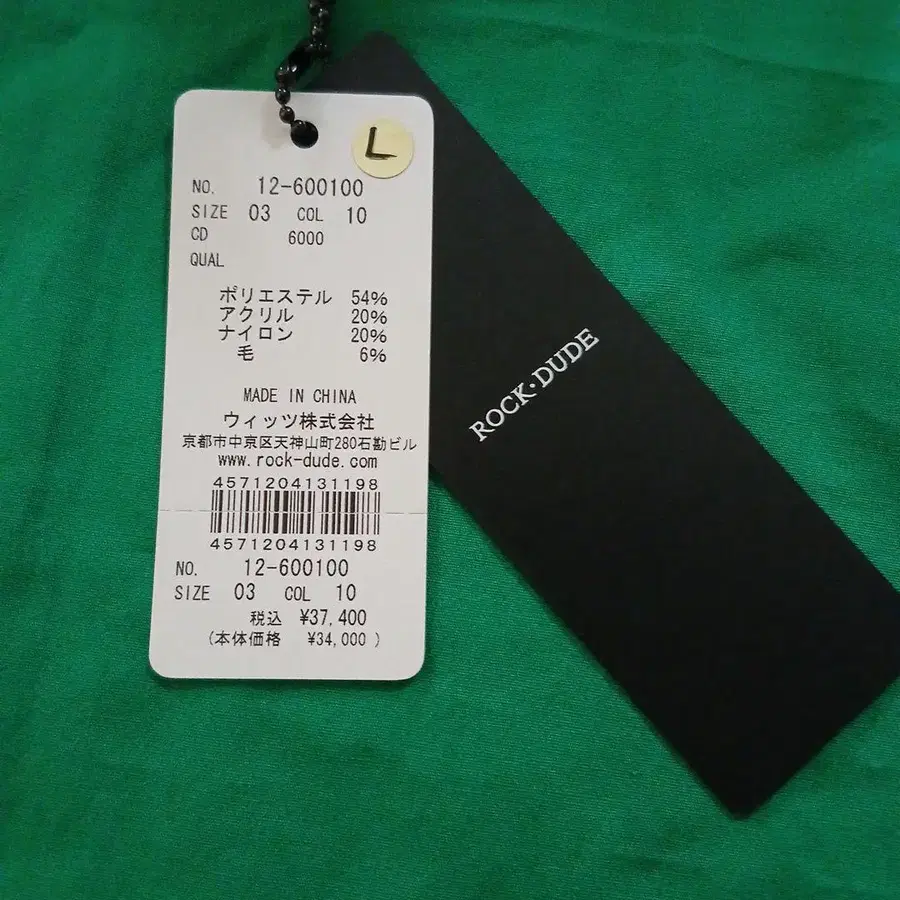 L
NO. 12-600100
SIZE 03 COL 10
CD 6000
QUAL
ポリエステル 54%
アクリル 20%
ナイロン 20%
毛 6%
MADE IN CHINA
ウィッツ株式会社
京都市中京区天神山町280石勘ビル
www.rock-dude.com
4571204131198
4571204131198
NO. 12-600100
SIZE 03 COL 10
税込 ¥37,400
(本体価格 ¥34,000 )
ROCK·DUDE